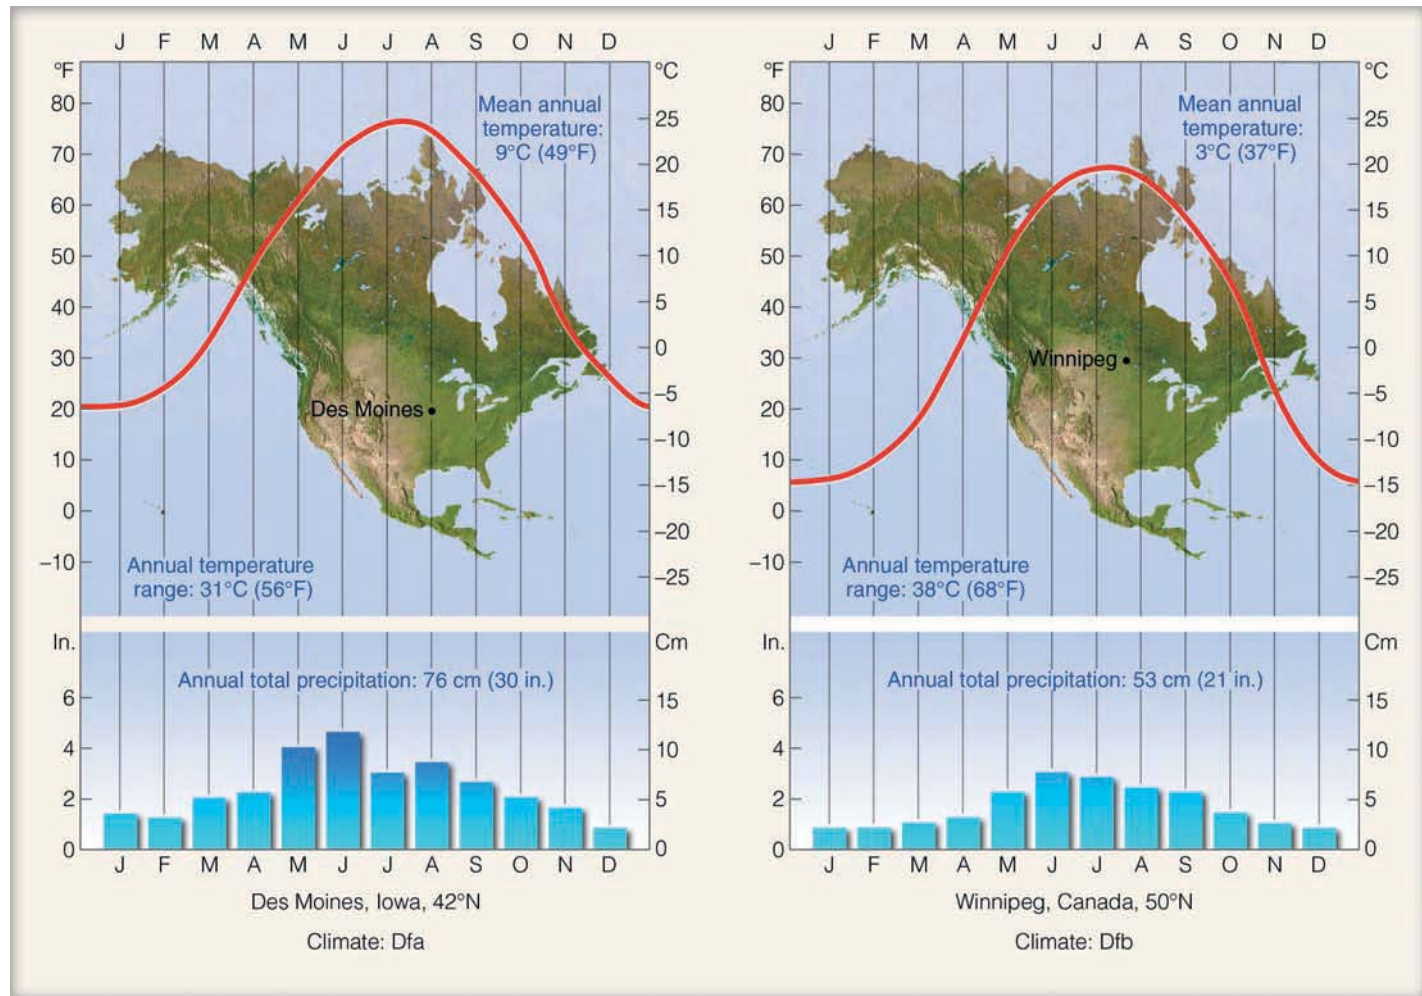 J F M A M J J A S O N D
°F
°C
80
70
60
50
40
30
20
10
0
–10
25
20
15
10
5
0
–5
–10
–15
–20
–25
Mean annual
temperature:
9°C (49°F)
Des Moines
Annual temperature
range: 31°C (56°F)
In.
Cm
6
4
2
0
15
10
5
0
Annual total precipitation: 76 cm (30 in.)
J F M A M J J A S O N D
Des Moines, Iowa, 42°N
Climate: Dfa
J F M A M J J A S O N D
°F
°C
80
70
60
50
40
30
20
10
0
–10
25
20
15
10
5
0
–5
–10
–15
–20
–25
Mean annual
temperature:
3°C (37°F)
Winnipeg
Annual temperature
range: 38°C (68°F)
In.
Cm
6
4
2
0
15
10
5
0
Annual total precipitation: 53 cm (21 in.)
J F M A M J J A S O N D
Winnipeg, Canada, 50°N
Climate: Dfb